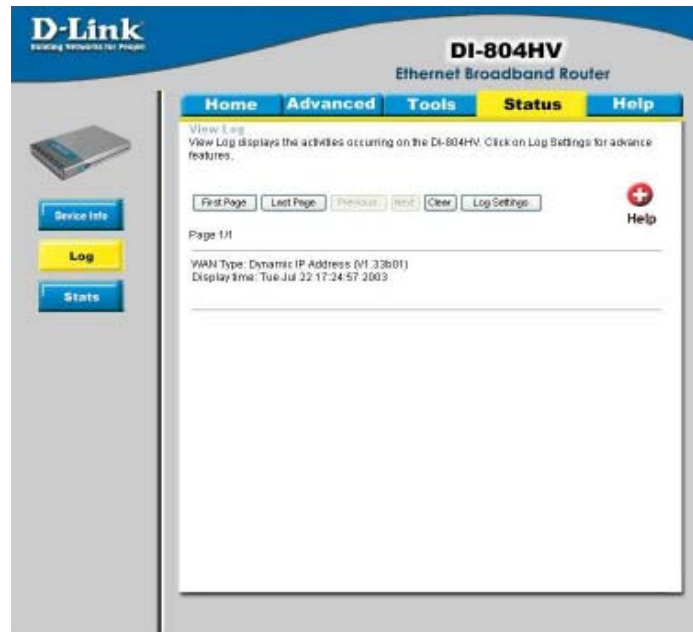 D-Link
Building Networks for People
DI-804HV
Ethernet Broadband Router
Home Advanced Tools Status Help
Device Info
Log
Stats
View Log
View Log displays the activities occurring on the DI-804HV. Click on Log Settings for advance
features.
First Page Last Page Previous Next Clear Log Settings
Help
Page 1/1
WAN Type: Dynamic IP Address (V1.33b01)
Display time: Tue Jul 22 17:24:57 2003